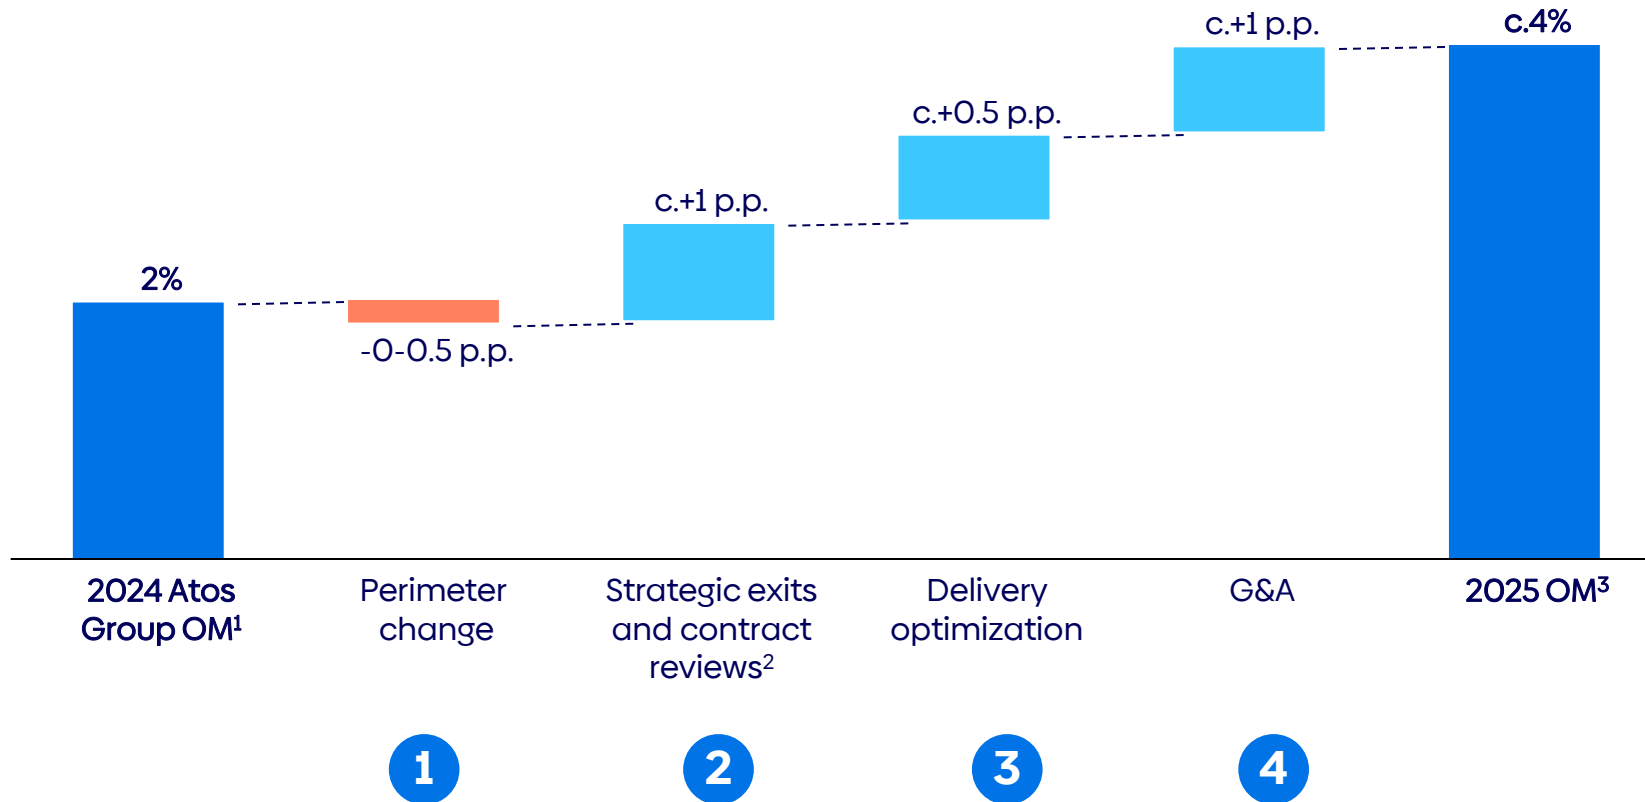 c.+1 p.p.
c.4%
c.+0.5 p.p.
c.+1 p.p.
2%
-0-0.5 p.p.
2024 Atos
Group OM¹
Perimeter
change
Strategic exits
and contract
reviews²
Delivery
optimization
G&A
2025 OM³
1
2
3
4